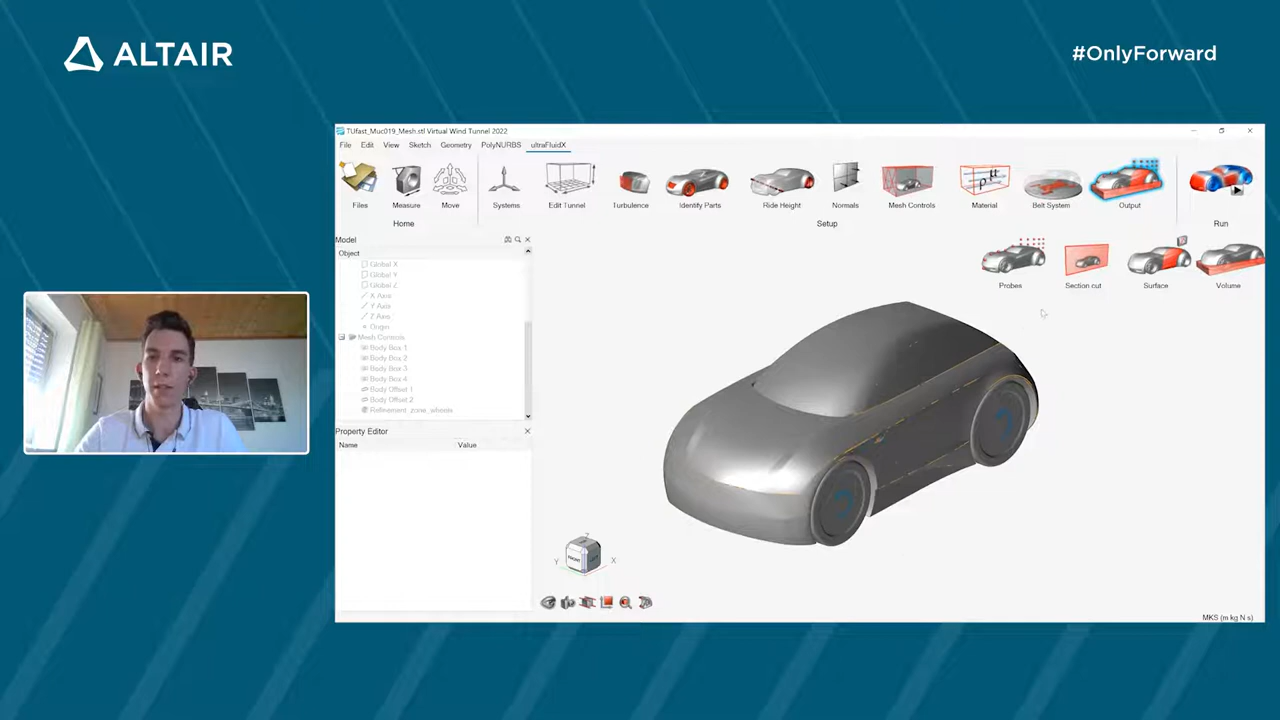 ALTAIR
#OnlyForward
TUfast_Muc019_Mesh.stl Virtual Wind Tunnel 2022
File Edit View Sketch Geometry PolyNURBS ultraFluidX
Files Measure Move Systems Edit Tunnel Turbulence Identify Parts Ride Height Normals Mesh Controls Material Belt System Output Run
Home Setup Run
Model
Object
Probes Section cut Surface Volume
Global X
Global Y
Global Z
X Axis
Y Axis
Z Axis
Origin
Mesh Controls
Body Box 1
Body Box 2
Body Box 3
Body Box 4
Body Offset 1
Body Offset 2
Refinement_zone_wheels
Property Editor
Name Value
FRONT
Z
Y X
MKS (m kg N s)